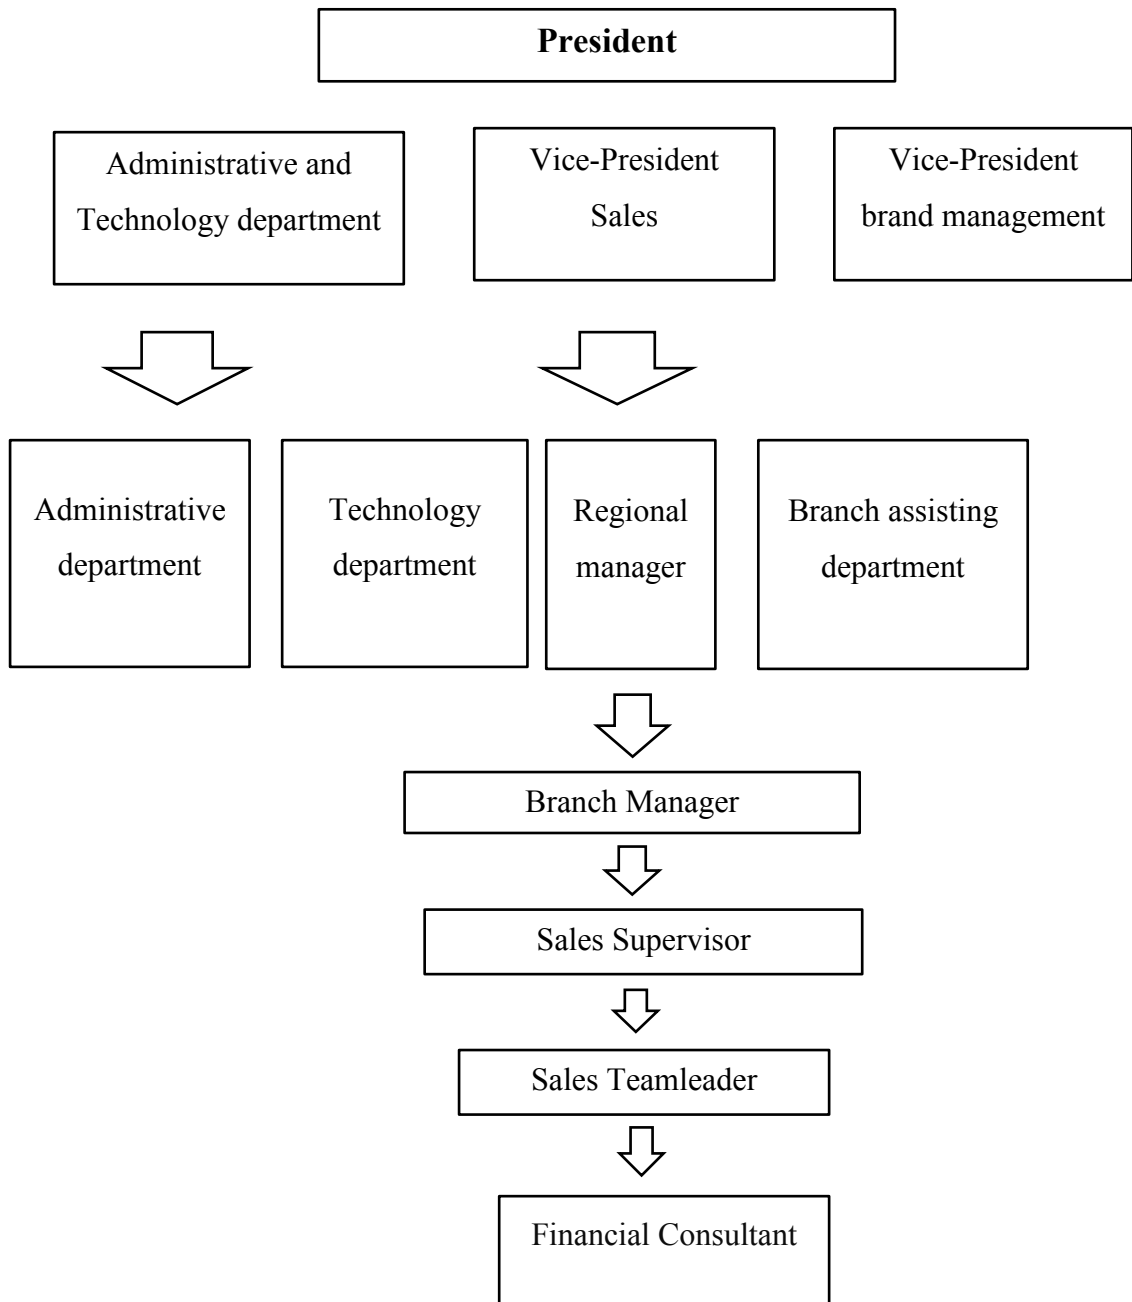 President
Administrative and
Technology department
Vice-President
Sales
Vice-President
brand management
Administrative
department
Technology
department
Regional
manager
Branch assisting
department
Branch Manager
Sales Supervisor
Sales Teamleader
Financial Consultant